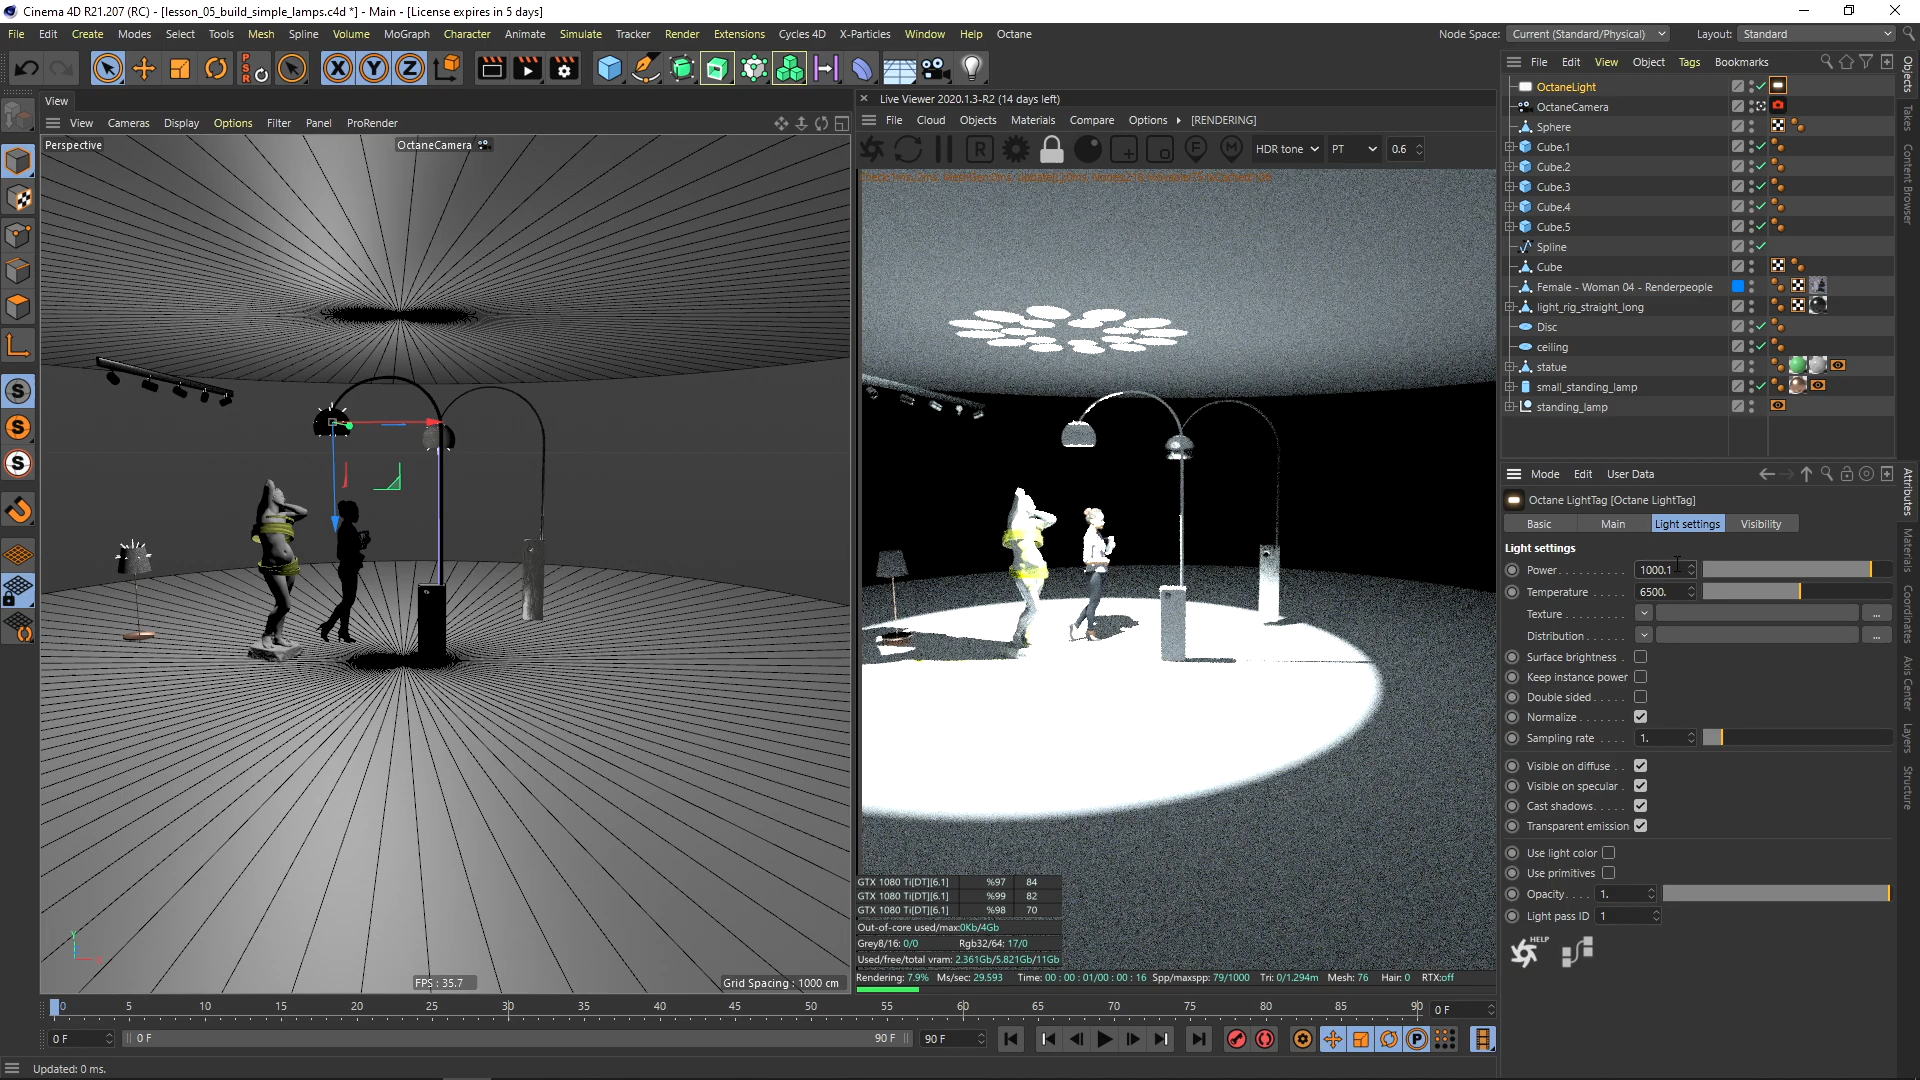 Cinema 4D R21.207 (RC) - [lesson_05_build_simple_lamps.c4d *] - Main - [License expires in 5 days]
File Edit Create Modes Select Tools Mesh Spline Volume MoGraph Character Animate Simulate Tracker Render Extensions Cycles 4D X-Particles Window Help Octane
Node Space: Current (Standard/Physical) Layout: Standard
PSR X Y Z
View
View Cameras Display Options Filter Panel ProRender
Perspective
OctaneCamera
Live Viewer 2020.1.3-R2 (14 days left)
File Cloud Objects Materials Compare Options [RENDERING]
R F M HDR tone PT 0.6
GTX 1080 Ti[DT][6.1] %97 84
GTX 1080 Ti[DT][6.1] %99 82
GTX 1080 Ti[DT][6.1] %98 70
Out-of-core used/max:0Kb/4Gb
Grey8/16: 0/0 Rgb32/64: 17/0
Used/free/total vram: 2.361Gb/5.821Gb/11Gb
Rendering: 7.9% Ms/sec: 29.593 Time: 00 : 00 : 01/00 : 00 : 16 Spp/maxspp: 79/1000 Tri: 0/1.294m Mesh: 76 Hair: 0 RTX:off
FPS : 35.7
Grid Spacing : 1000 cm
Y
File Edit View Object Tags Bookmarks
OctaneLight
OctaneCamera
Sphere
Cube.1
Cube.2
Cube.3
Cube.4
Cube.5
Spline
Cube
Female - Woman 04 - Renderpeople
light_rig_straight_long
Disc
ceiling
statue
small_standing_lamp
standing_lamp
Objects
Takes
Content Browser
Mode Edit User Data
Octane LightTag [Octane LightTag]
Basic Main Light settings Visibility
Light settings
Power 1000.1
Temperature 6500.
Texture ...
Distribution ...
Surface brightness
Keep instance power
Double sided
Normalize
Sampling rate 1.
Visible on diffuse
Visible on specular
Cast shadows
Transparent emission
Use light color
Use primitives
Opacity 1.
Light pass ID 1
HELP
Attributes
Materials
Coordinates
Axis Center
Layers
Structure
0 5 10 15 20 25 30 35 40 45 50 55 60 65 70 75 80 85 90 0 F
0 F 0 F 90 F 90 F
P
Updated: 0 ms.